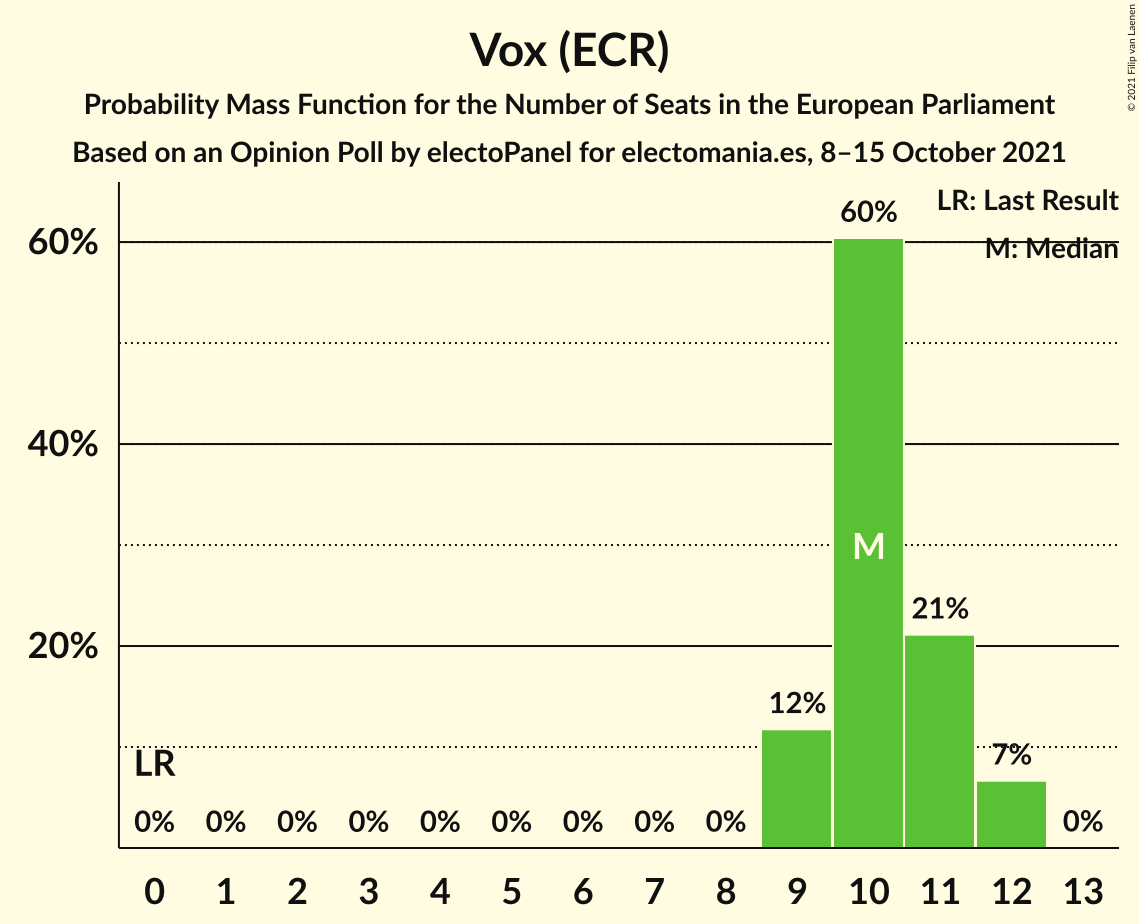 © 2021 Filip van Laenen
Vox (ECR)
Probability Mass Function for the Number of Seats in the European Parliament
Based on an Opinion Poll by electoPanel for electomania.es, 8–15 October 2021
LR: Last Result
M: Median
60%
40%
20%
60%
M
21%
12%
7%
LR
0% 0% 0% 0% 0% 0% 0% 0% 0% 0%
0 1 2 3 4 5 6 7 8 9 10 11 12 13